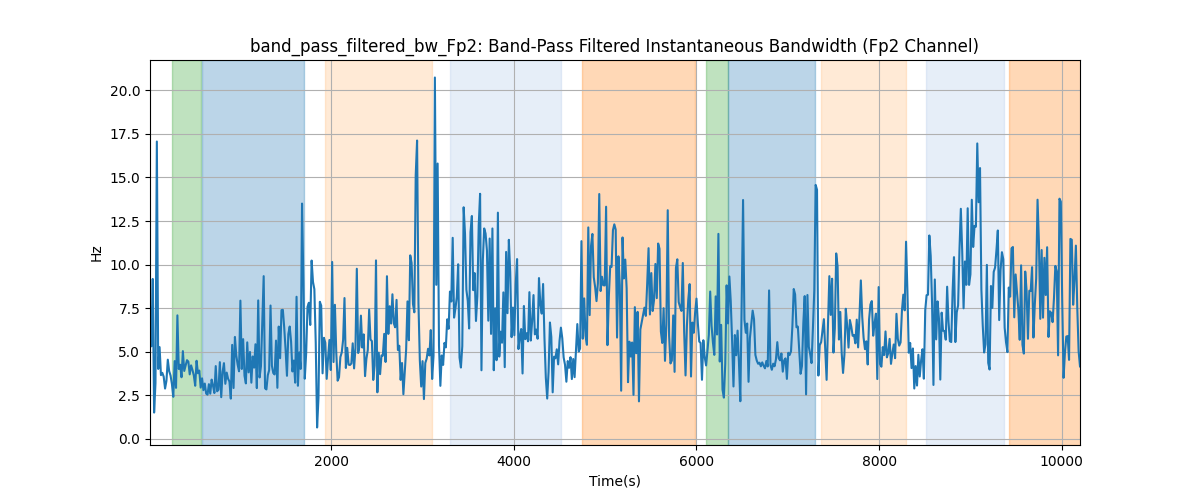 band_pass_filtered_bw_Fp2: Band-Pass Filtered Instantaneous Bandwidth (Fp2 Channel)
20.0
17.5
15.0
12.5
10.0
7.5
5.0
2.5
0.0
Hz
2000 4000 6000 8000 10000
Time(s)